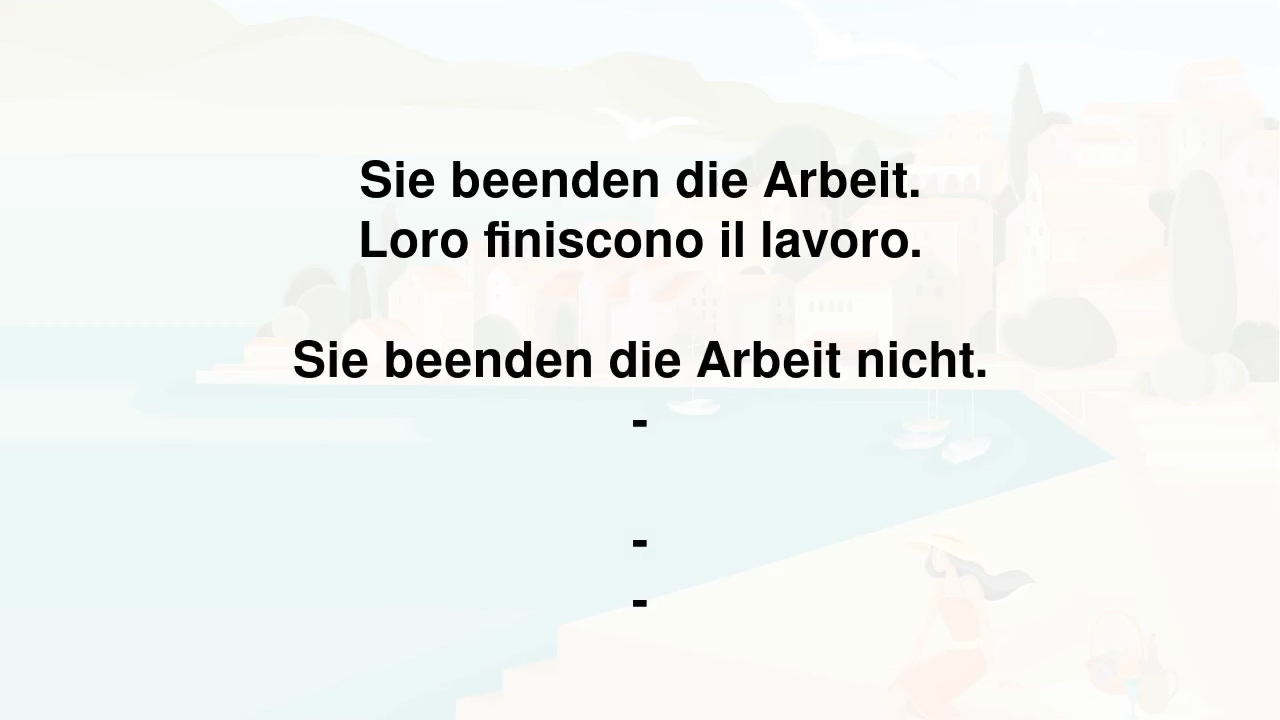 Sie beenden die Arbeit.
Loro finiscono il lavoro.
Sie beenden die Arbeit nicht.
-
-
-